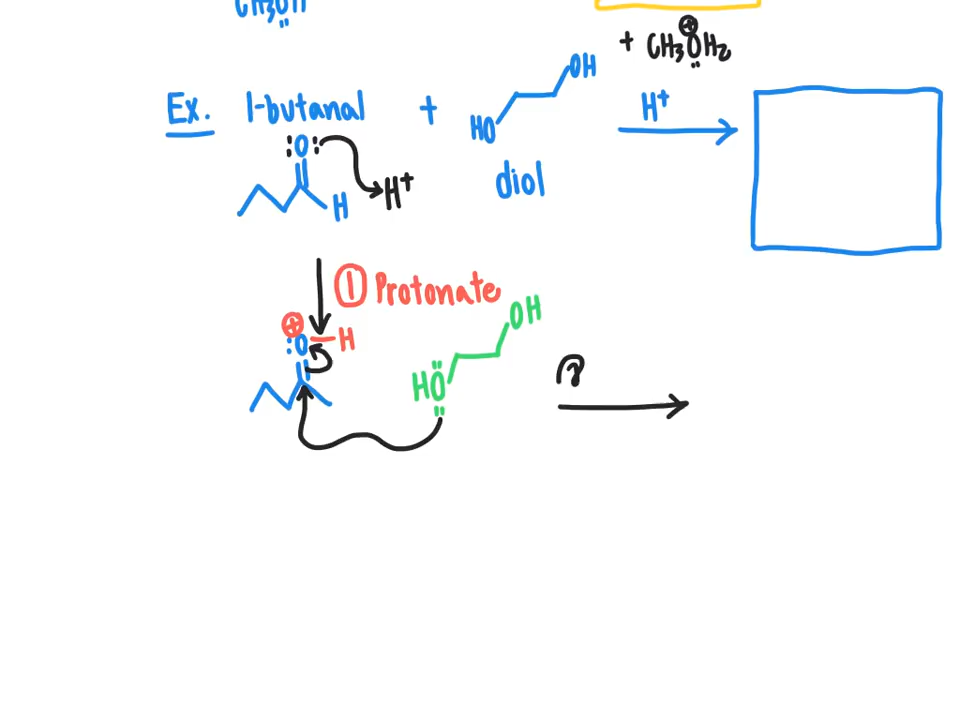 CH3OH
+ CH3OH2
Ex. 1-butanal + HO OH H+
:O: H H+
diol
1 Protonate
+
:O-H
HO OH